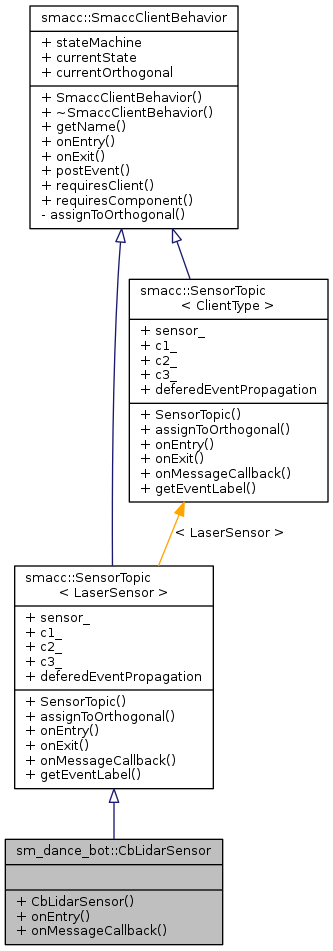 smacc::SmaccClientBehavior
+ stateMachine
+ currentState
+ currentOrthogonal
+ SmaccClientBehavior()
+ ~SmaccClientBehavior()
+ getName()
+ onEntry()
+ onExit()
+ postEvent()
+ requiresClient()
+ requiresComponent()
- assignToOrthogonal()
smacc::SensorTopic
< ClientType >
+ sensor_
+ c1_
+ c2_
+ c3_
+ deferedEventPropagation
+ SensorTopic()
+ assignToOrthogonal()
+ onEntry()
+ onExit()
+ onMessageCallback()
+ getEventLabel()
< LaserSensor >
smacc::SensorTopic
< LaserSensor >
+ sensor_
+ c1_
+ c2_
+ c3_
+ deferedEventPropagation
+ SensorTopic()
+ assignToOrthogonal()
+ onEntry()
+ onExit()
+ onMessageCallback()
+ getEventLabel()
sm_dance_bot::CbLidarSensor
+ CbLidarSensor()
+ onEntry()
+ onMessageCallback()